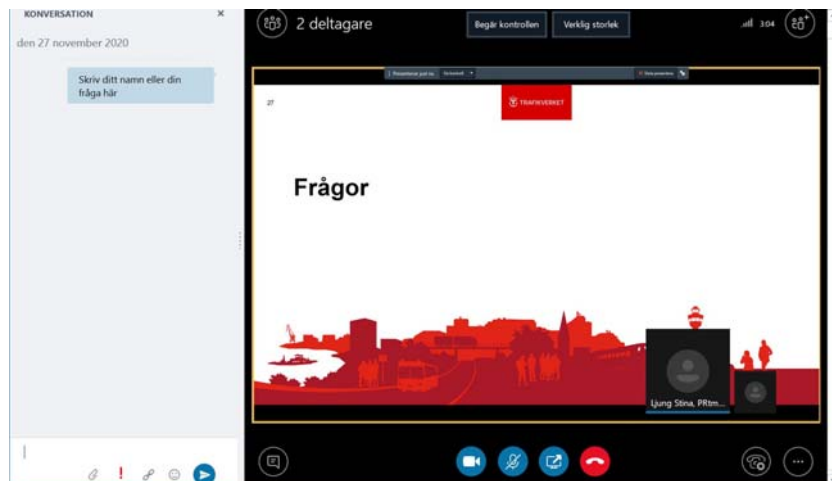 KONVERSATION
den 27 november 2020
Skriv ditt namn eller din
fråga här
2 deltagare
Begär kontrollen
Verklig storlek
304
27
TRAFIKVERKET
Frågor
Ljung Stina, PRtm...